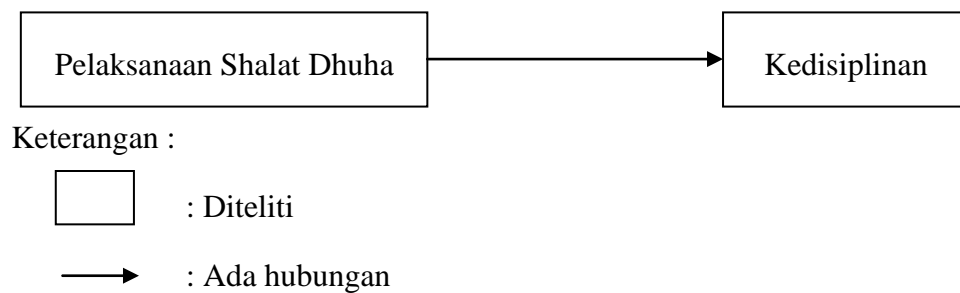 Pelaksanaan Shalat Dhuha
Kedisiplinan
Keterangan :
: Diteliti
: Ada hubungan